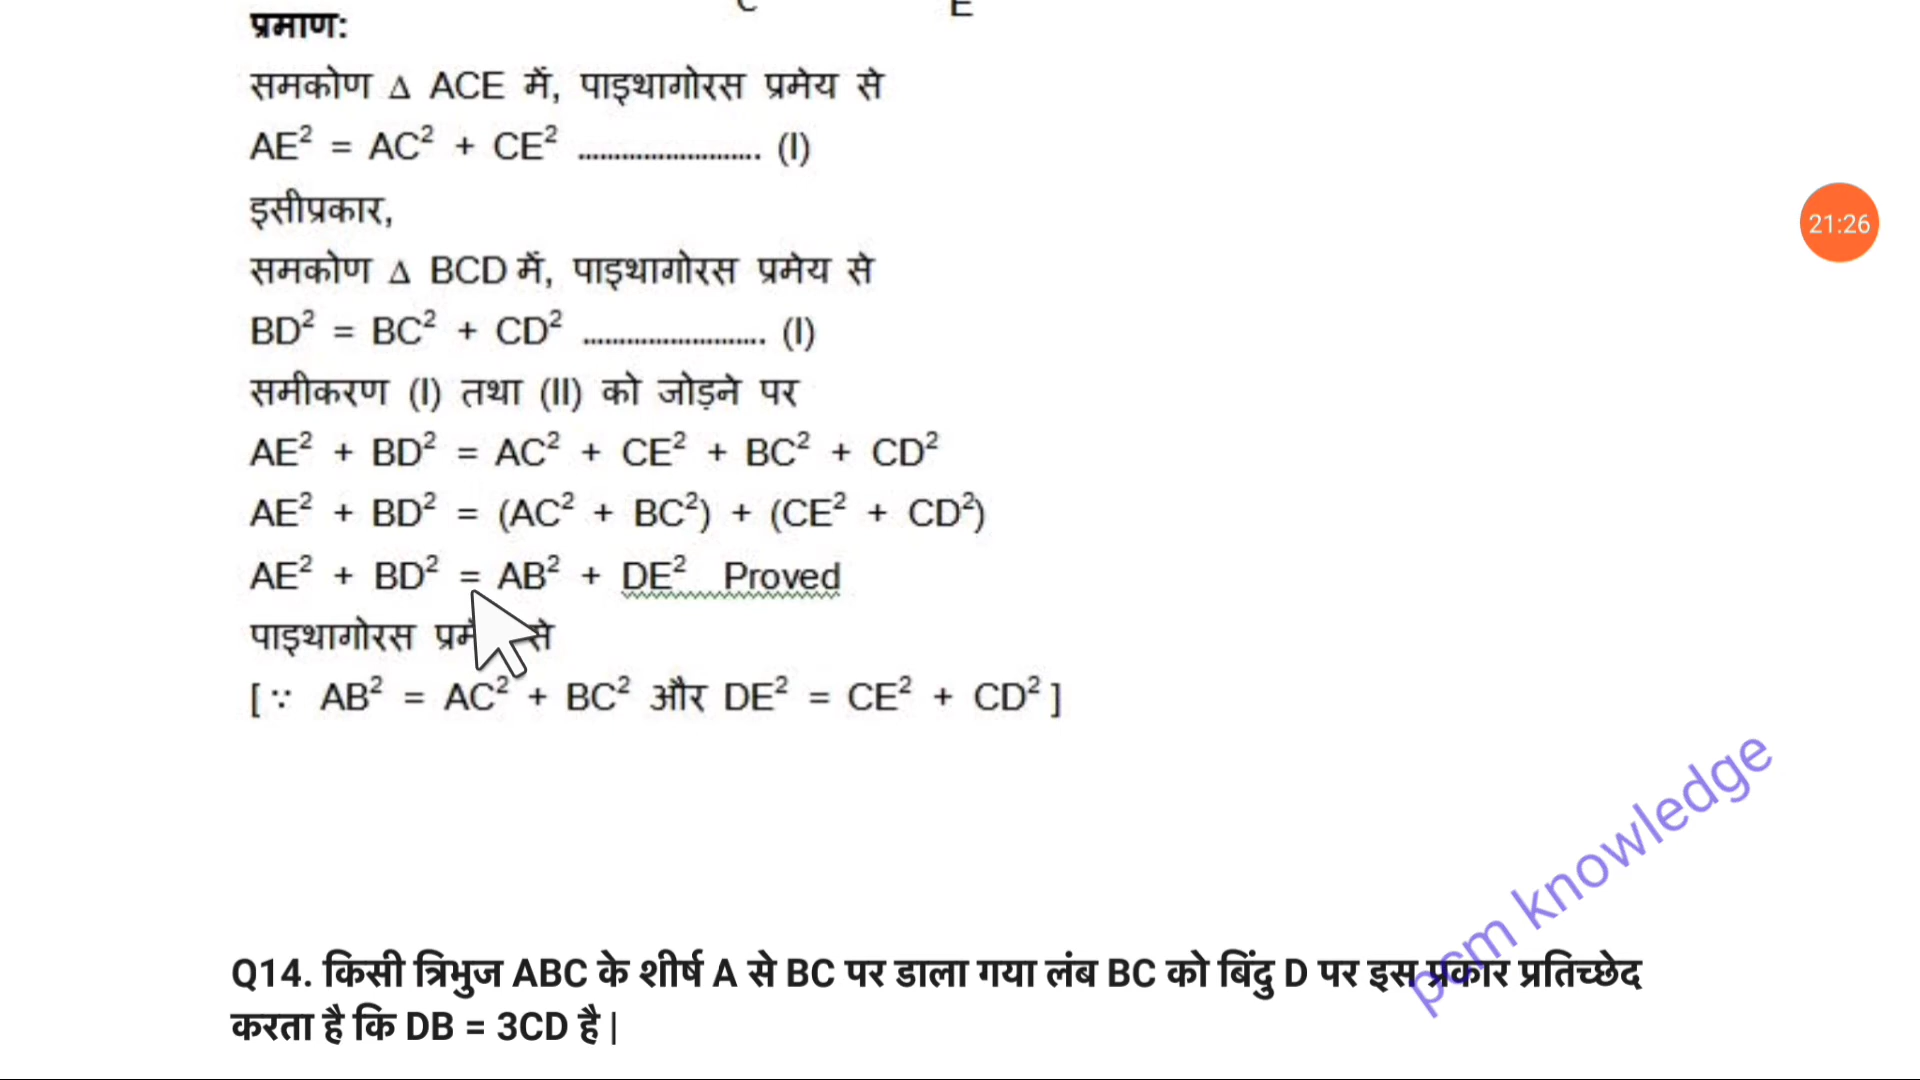 E
प्रमाण:
समकोण Δ ACE में, पाइथागोरस प्रमेय से
AE² = AC² + CE² ......................... (I)
21:26
इसीप्रकार,
समकोण Δ BCD में, पाइथागोरस प्रमेय से
BD² = BC² + CD² ......................... (I)
समीकरण (I) तथा (II) को जोड़ने पर
AE² + BD² = AC² + CE² + BC² + CD²
AE² + BD² = (AC² + BC²) + (CE² + CD²)
AE² + BD² = AB² + DE² Proved
पाइथागोरस से
[ ∵ AB² = AC² + BC² और DE² = CE² + CD² ]
pcm knowledge
Q14. किसी त्रिभुज ABC के शीर्ष A से BC पर डाला गया लंब BC को बिंदु D पर इस प्रकार प्रतिच्छेद
करता है कि DB = 3CD है |